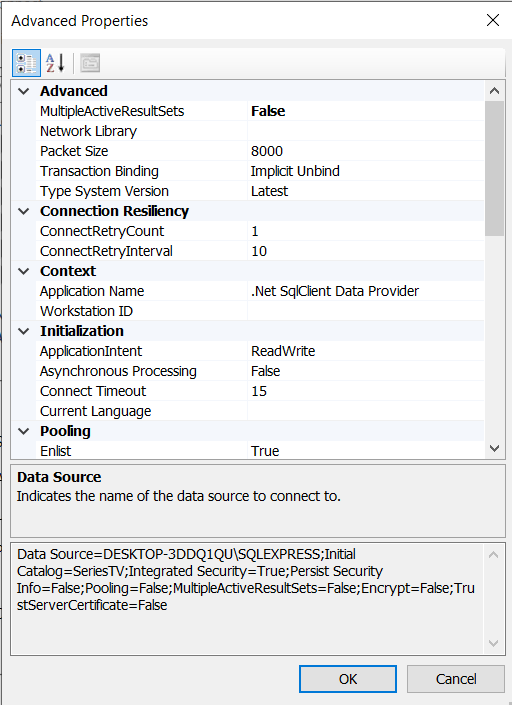 Advanced Properties
Advanced
MultipleActiveResultSets False
Network Library
Packet Size 8000
Transaction Binding Implicit Unbind
Type System Version Latest
Connection Resiliency
ConnectRetryCount 1
ConnectRetryInterval 10
Context
Application Name .Net SqlClient Data Provider
Workstation ID
Initialization
ApplicationIntent ReadWrite
Asynchronous Processing False
Connect Timeout 15
Current Language
Pooling
Enlist True
Data Source
Indicates the name of the data source to connect to.
Data Source=DESKTOP-3DDQ1QU\SQLEXPRESS;Initial
Catalog=SeriesTV;Integrated Security=True;Persist Security
Info=False;Pooling=False;MultipleActiveResultSets=False;Encrypt=False;Tru
stServerCertificate=False
OK Cancel